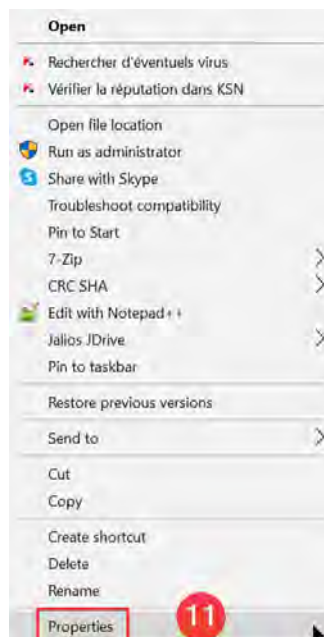 Open
Rechercher d'éventuels virus
Vérifier la réputation dans KSN
Open file location
Run as administrator
Share with Skype
Troubleshoot compatibility
Pin to Start
7-Zip
CRC SHA
Edit with Notepad++
Jalios JDrive
Pin to taskbar
Restore previous versions
Send to
Cut
Copy
Create shortcut
Delete
Rename
Properties 11